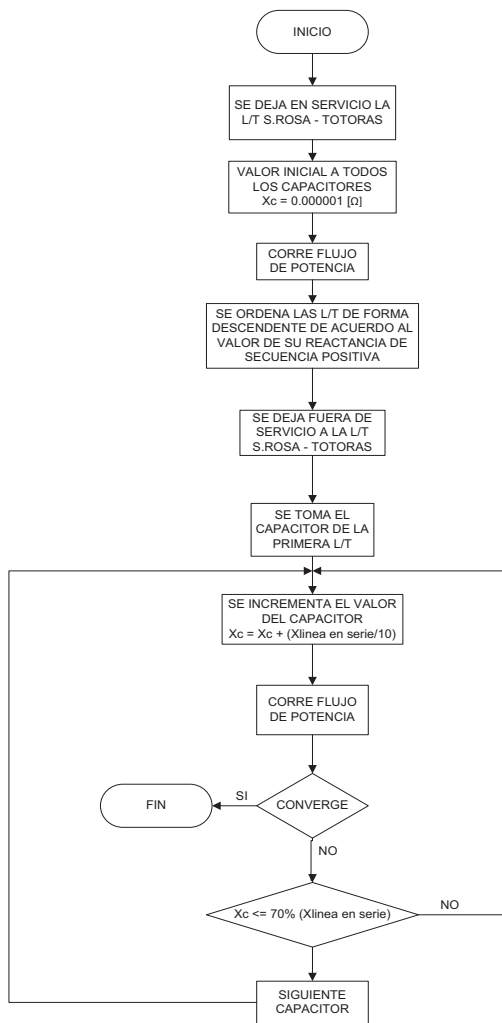 INICIO
SE DEJA EN SERVICIO LA
L/T S.ROSA - TOTORAS
VALOR INICIAL A TODOS
LOS CAPACITORES
Xc = 0.000001 [Ω]
CORRE FLUJO
DE POTENCIA
SE ORDENA LAS L/T DE FORMA
DESCENDENTE DE ACUERDO AL
VALOR DE SU REACTANCIA DE
SECUENCIA POSITIVA
SE DEJA FUERA DE
SERVICIO A LA L/T
S.ROSA - TOTORAS
SE TOMA EL
CAPACITOR DE LA
PRIMERA L/T
SE INCREMENTA EL VALOR
DEL CAPACITOR
Xc = Xc + (Xlinea en serie/10)
CORRE FLUJO
DE POTENCIA
CONVERGE
SI
FIN
NO
Xc <= 70% (Xlinea en serie)
NO
SIGUIENTE
CAPACITOR